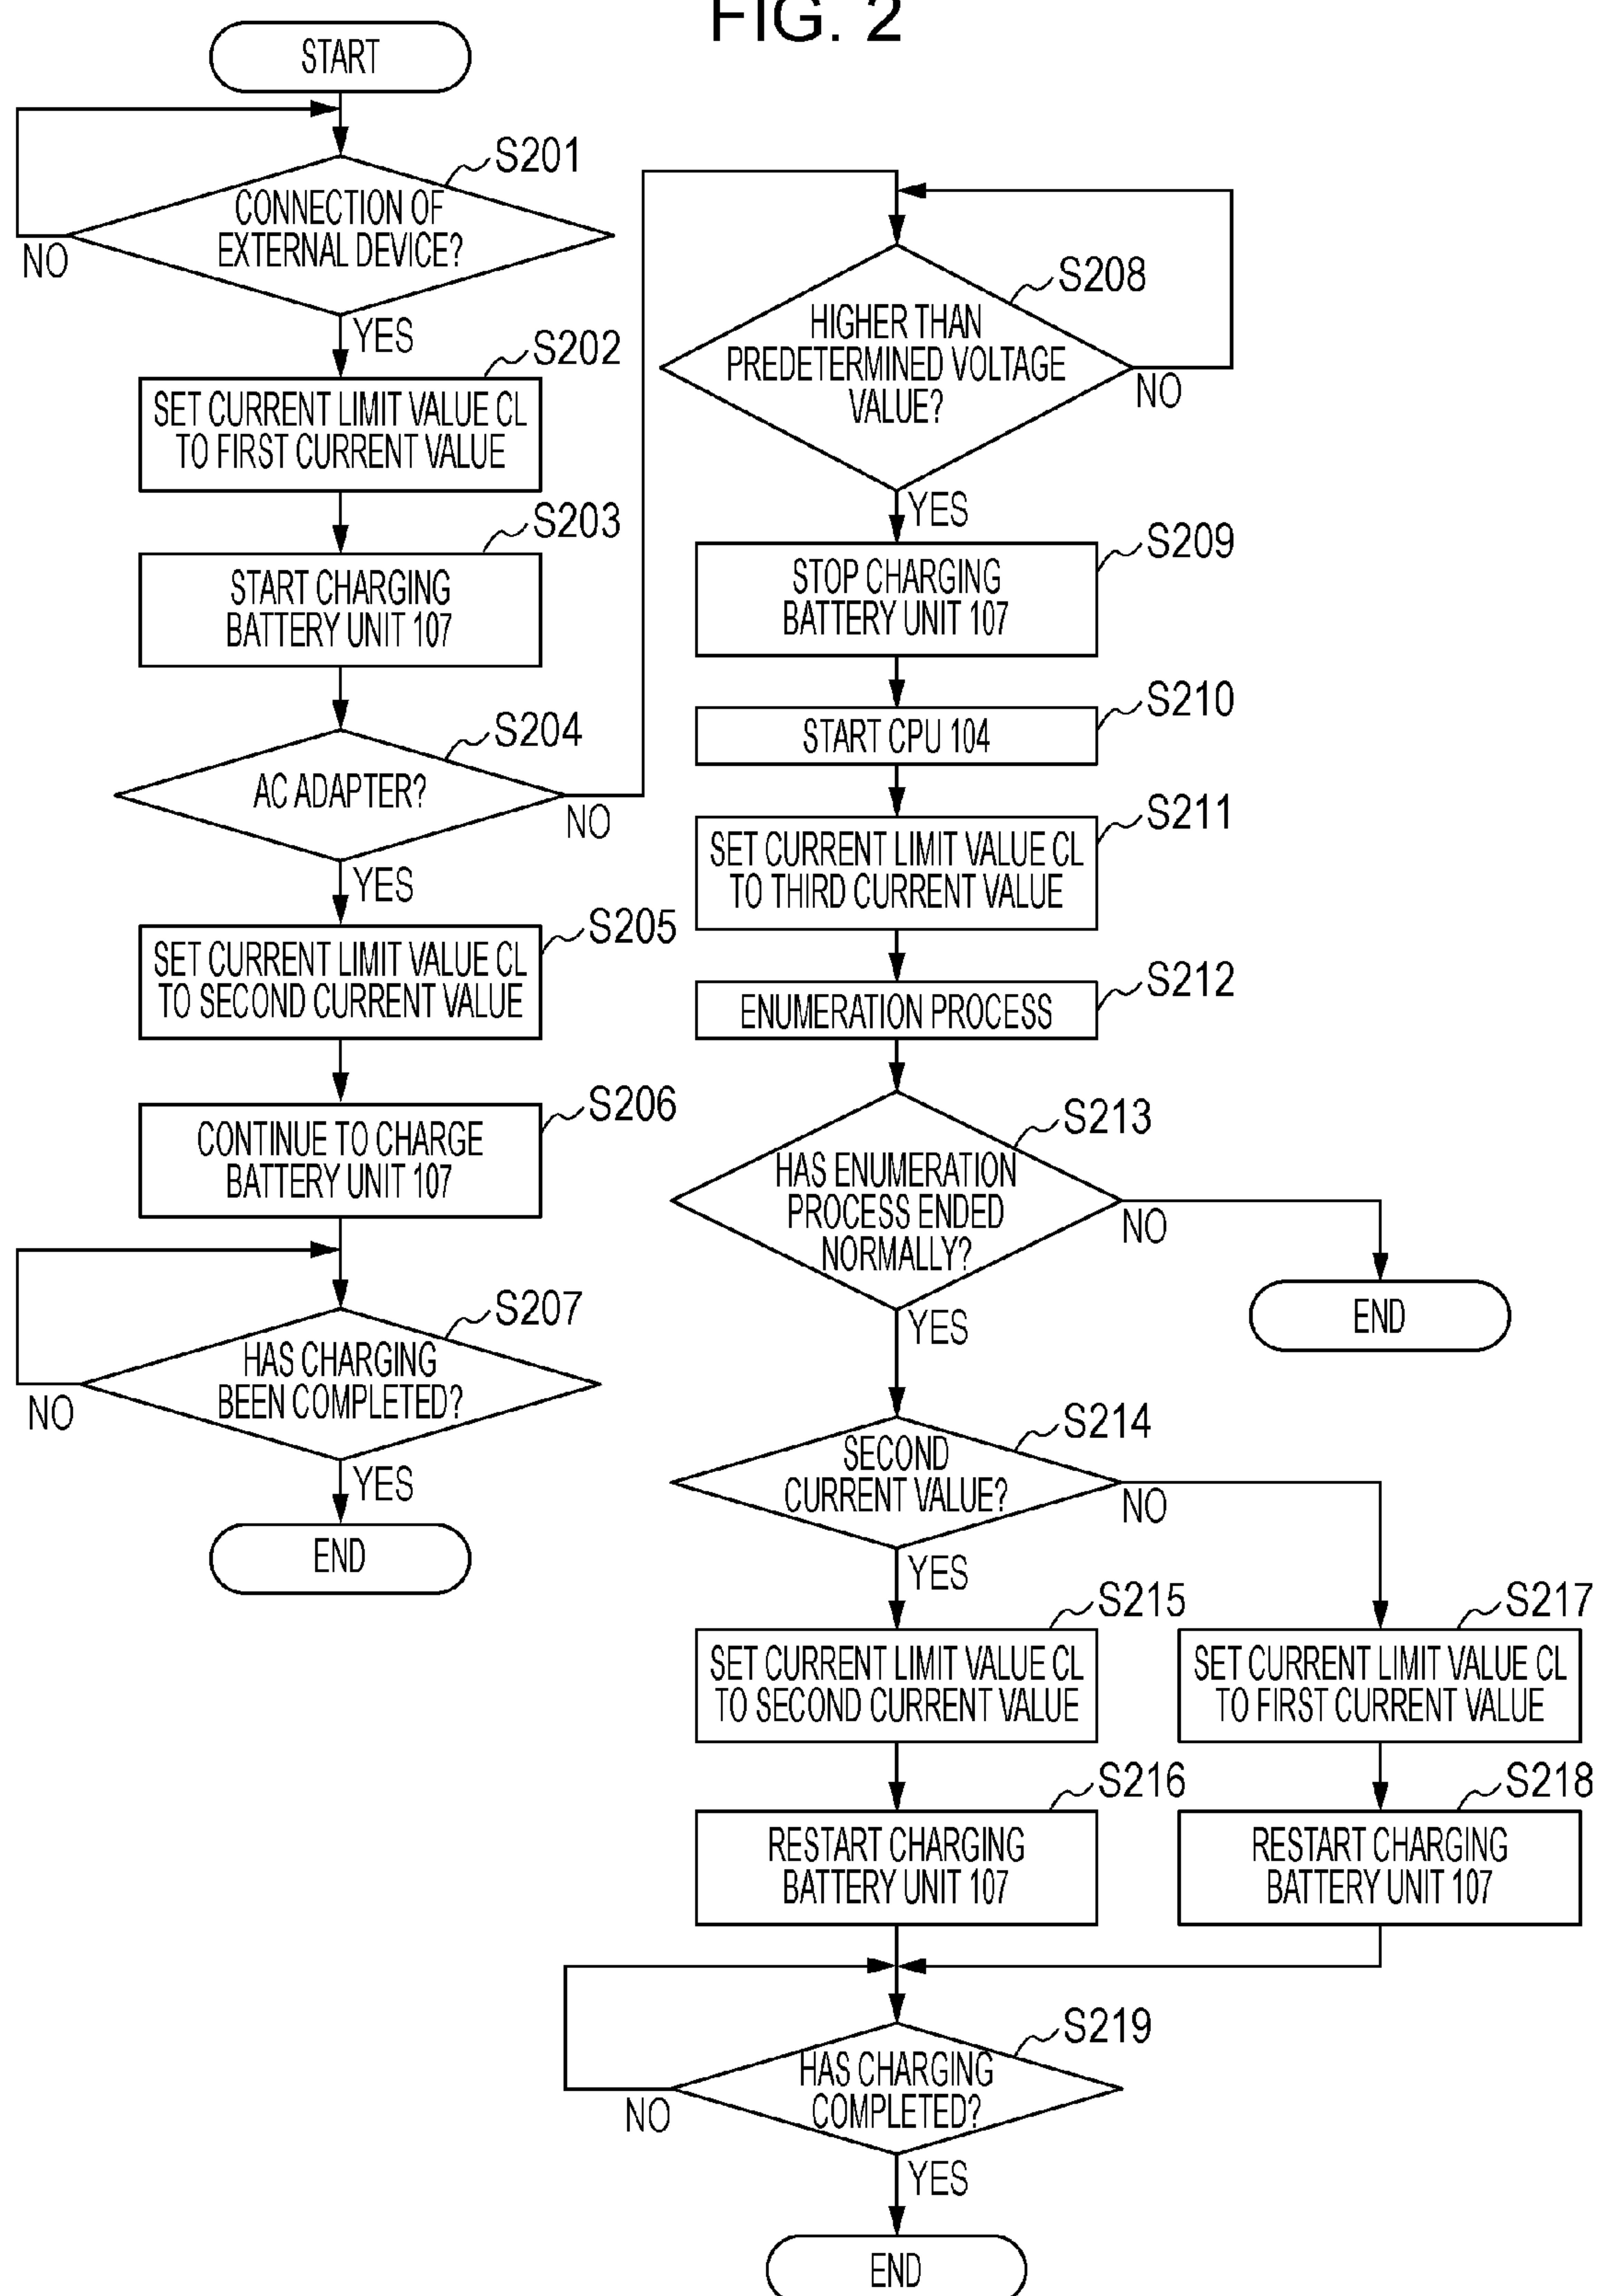 FIG. 2
START
S201
CONNECTION OF
EXTERNAL DEVICE?
NO
YES
S202
SET CURRENT LIMIT VALUE CL
TO FIRST CURRENT VALUE
S203
START CHARGING
BATTERY UNIT 107
S204
AC ADAPTER?
NO
YES
S205
SET CURRENT LIMIT VALUE CL
TO SECOND CURRENT VALUE
S206
CONTINUE TO CHARGE
BATTERY UNIT 107
S207
HAS CHARGING
BEEN COMPLETED?
NO
YES
END
S208
HIGHER THAN
PREDETERMINED VOLTAGE
VALUE?
NO
YES
S209
STOP CHARGING
BATTERY UNIT 107
S210
START CPU 104
S211
SET CURRENT LIMIT VALUE CL
TO THIRD CURRENT VALUE
S212
ENUMERATION PROCESS
S213
HAS ENUMERATION
PROCESS ENDED
NORMALLY?
NO
END
YES
S214
SECOND
CURRENT VALUE?
NO
YES
S215
SET CURRENT LIMIT VALUE CL
TO SECOND CURRENT VALUE
S216
RESTART CHARGING
BATTERY UNIT 107
S217
SET CURRENT LIMIT VALUE CL
TO FIRST CURRENT VALUE
S218
RESTART CHARGING
BATTERY UNIT 107
S219
HAS CHARGING
COMPLETED?
NO
YES
END